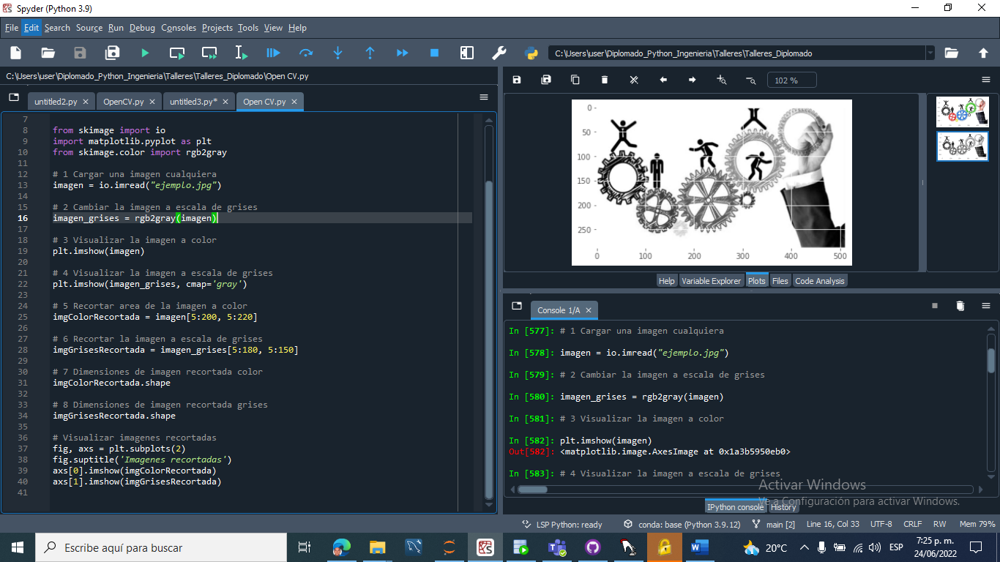 Spyder (Python 3.9)
File Edit Search Source Run Debug Consoles Projects Tools View Help
C:\Users\user\Diplomado_Python_Ingenieria\Talleres\Talleres_Diplomado
C:\Users\user\Diplomado_Python_Ingenieria\Talleres\Talleres_Diplomado\Open CV.py
untitled2.py OpenCV.py untitled3.py* Open CV.py
7
8 from skimage import io
9 import matplotlib.pyplot as plt
10 from skimage.color import rgb2gray
11
12 # 1 Cargar una imagen cualquiera
13 imagen = io.imread("ejemplo.jpg")
14
15 # 2 Cambiar la imagen a escala de grises
16 imagen_grises = rgb2gray(imagen)
17
18 # 3 Visualizar la imagen a color
19 plt.imshow(imagen)
20
21 # 4 Visualizar la imagen a escala de grises
22 plt.imshow(imagen_grises, cmap='gray')
23
24 # 5 Recortar area de la imagen a color
25 imgColorRecortada = imagen[5:200, 5:220]
26
27 # 6 Recortar la imagen a escala de grises
28 imgGrisesRecortada = imagen_grises[5:180, 5:150]
29
30 # 7 Dimensiones de imagen recortada color
31 imgColorRecortada.shape
32
33 # 8 Dimensiones de imagen recortada grises
34 imgGrisesRecortada.shape
35
36 # Visualizar imagenes recortadas
37 fig, axs = plt.subplots(2)
38 fig.suptitle('Imagenes recortadas')
39 axs[0].imshow(imgColorRecortada)
40 axs[1].imshow(imgGrisesRecortada)
41
102 %
0
50
100
150
200
250
0 100 200 300 400 500
Help Variable Explorer Plots Files Code Analysis
Console 1/A
In [577]: # 1 Cargar una imagen cualquiera
In [578]: imagen = io.imread("ejemplo.jpg")
In [579]: # 2 Cambiar la imagen a escala de grises
In [580]: imagen_grises = rgb2gray(imagen)
In [581]: # 3 Visualizar la imagen a color
In [582]: plt.imshow(imagen)
Out[582]: <matplotlib.image.AxesImage at 0x1a3b5950eb0>
In [583]: # 4 Visualizar la imagen a escala de grises
Activar Windows
Ve a Configuración para activar Windows.
IPython console History
LSP Python: ready conda: base (Python 3.9.12) main [2] Line 16, Col 33 UTF-8 CRLF RW Mem 79%
Escribe aquí para buscar
20°C ESP 7:25 p. m.
24/06/2022